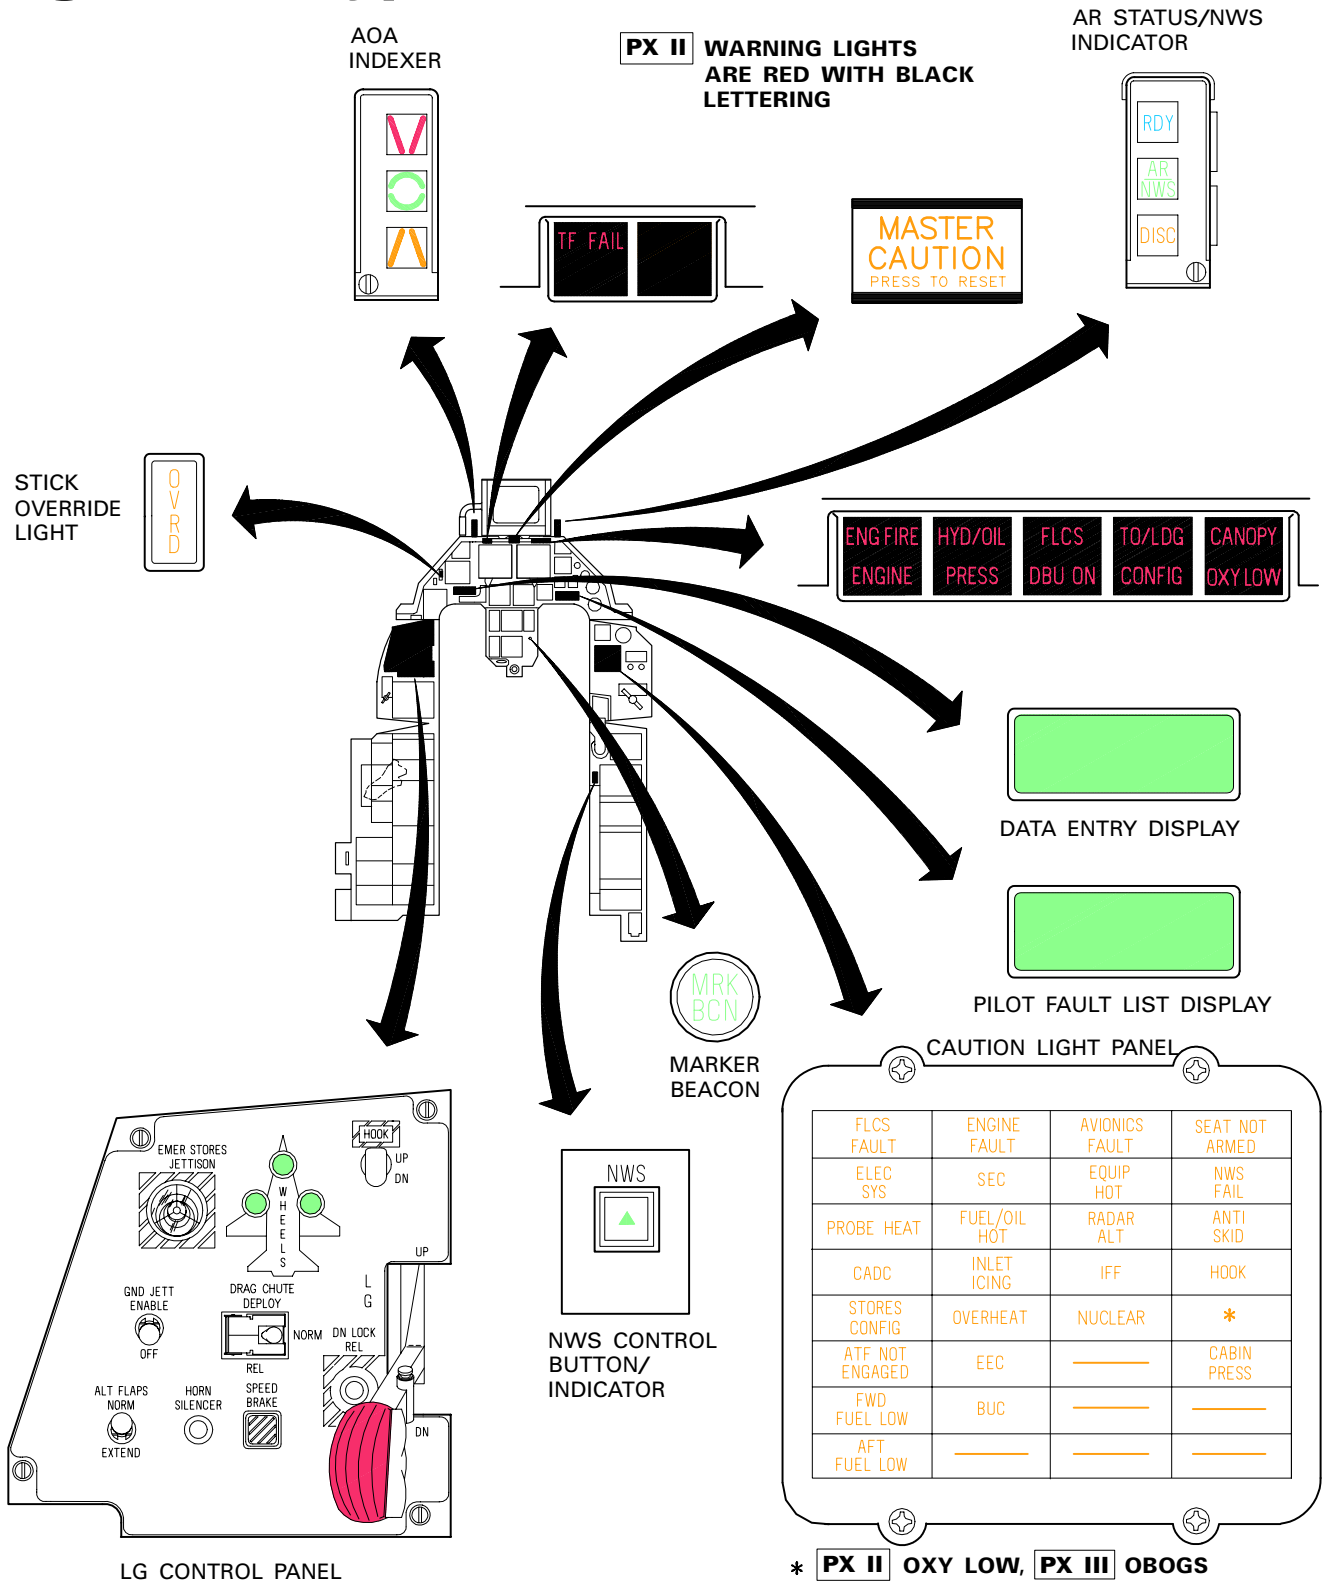 AOA
INDEXER
PX II WARNING LIGHTS
ARE RED WITH BLACK
LETTERING
AR STATUS/NWS
INDICATOR
RDY
AR
NWS
DISC
TF FAIL
MASTER
CAUTION
PRESS TO RESET
STICK
OVERRIDE
LIGHT
OVRD
ENG FIRE
ENGINE
HYD/OIL
PRESS
FLCS
DBU ON
TO/LDG
CONFIG
CANOPY
OXY LOW
DATA ENTRY DISPLAY
PILOT FAULT LIST DISPLAY
MRK
BCN
MARKER
BEACON
CAUTION LIGHT PANEL
FLCS
FAULT
ENGINE
FAULT
AVIONICS
FAULT
SEAT NOT
ARMED
ELEC
SYS
SEC
EQUIP
HOT
NWS
FAIL
PROBE HEAT
FUEL/OIL
HOT
RADAR
ALT
ANTI
SKID
CADC
INLET
ICING
IFF
HOOK
STORES
CONFIG
OVERHEAT
NUCLEAR
*
ATF NOT
ENGAGED
EEC
CABIN
PRESS
FWD
FUEL LOW
BUC
AFT
FUEL LOW
* PX II OXY LOW, PX III OBOGS
NWS
NWS CONTROL
BUTTON/
INDICATOR
EMER STORES
JETTISON
WHEELS
HOOK
UP
DN
UP
LG
GND JETT
ENABLE
OFF
DRAG CHUTE
DEPLOY
NORM
REL
DN LOCK
REL
ALT FLAPS
NORM
EXTEND
HORN
SILENCER
SPEED
BRAKE
DN
LG CONTROL PANEL